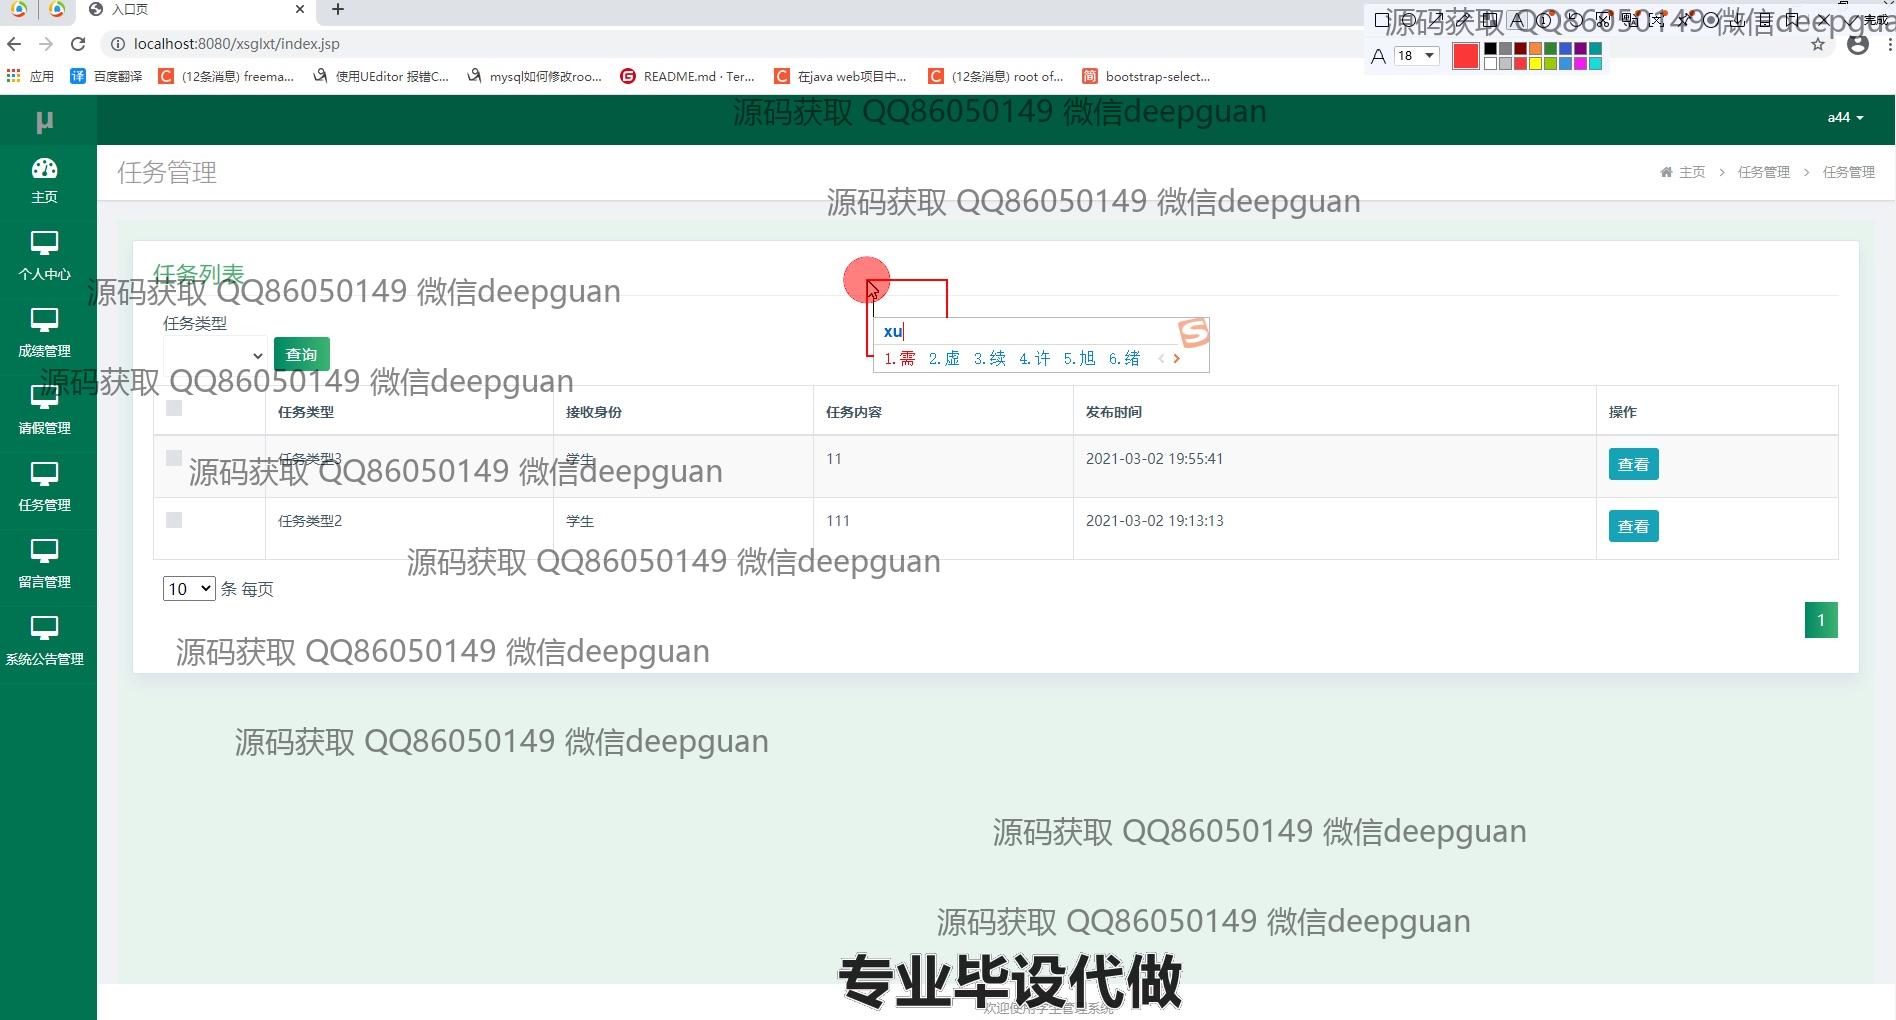 入口页
localhost:8080/xsglxt/index.jsp
完成
A 18
应用 百度翻译 (12条消息) freema... 使用UEditor 报错C... mysql如何修改roo... README.md · Ter... 在java web项目中... (12条消息) root of... bootstrap-select...
源码获取 QQ86050149 微信deepgua
μ
源码获取 QQ86050149 微信deepguan
a44
主页
个人中心
成绩管理
请假管理
任务管理
留言管理
系统公告管理
任务管理
主页 > 任务管理 > 任务管理
源码获取 QQ86050149 微信deepguan
任务列表
源码获取 QQ86050149 微信deepguan
任务类型
查询
xu
1.需 2.虚 3.续 4.许 5.旭 6.绪
源码获取 QQ86050149 微信deepguan
任务类型 接收身份 任务内容 发布时间 操作
任务类型3 学生 11 2021-03-02 19:55:41 查看
源码获取 QQ86050149 微信deepguan
任务类型2 学生 111 2021-03-02 19:13:13 查看
源码获取 QQ86050149 微信deepguan
10 条 每页
1
源码获取 QQ86050149 微信deepguan
源码获取 QQ86050149 微信deepguan
源码获取 QQ86050149 微信deepguan
源码获取 QQ86050149 微信deepguan
专业毕设代做
欢迎使用学生管理系统